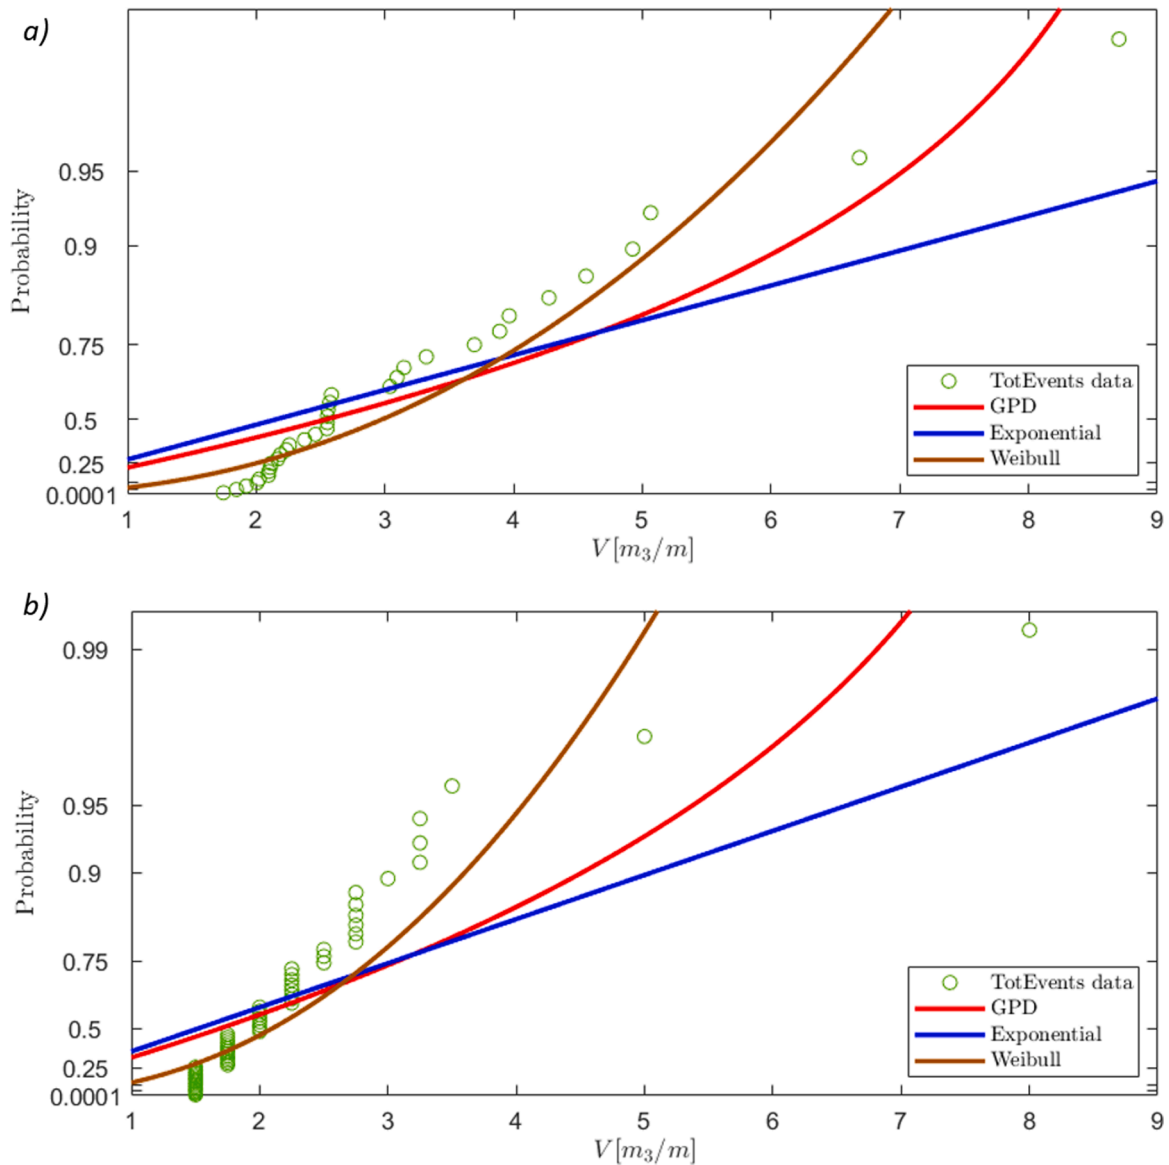 a)
Probability
0.95
0.9
0.75
0.5
0.25
0.0001
1 2 3 4 5 6 7 8 9
V[m₃/m]
TotEvents data
GPD
Exponential
Weibull
b)
Probability
0.99
0.95
0.9
0.75
0.5
0.25
0.0001
1 2 3 4 5 6 7 8 9
V[m₃/m]
TotEvents data
GPD
Exponential
Weibull